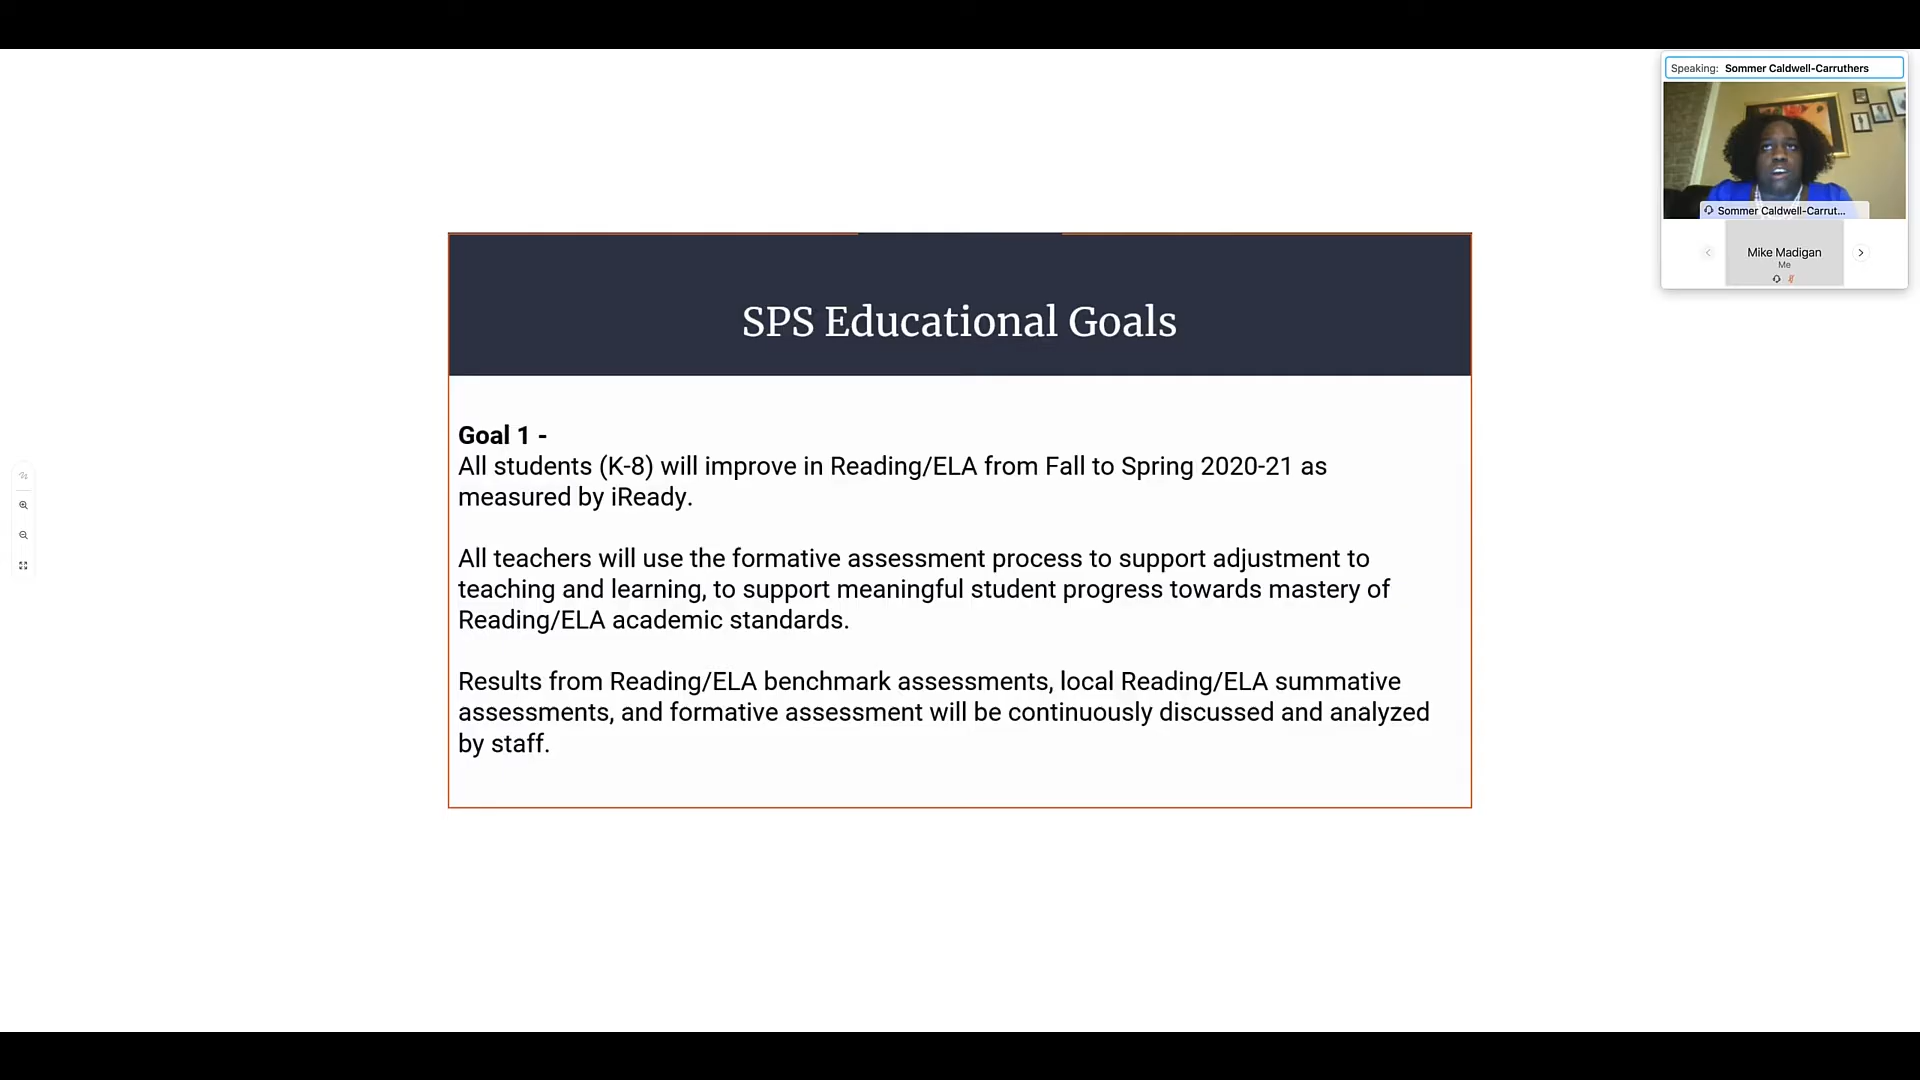 Speaking: Sommer Caldwell-Carruthers
Sommer Caldwell-Carrut...
Mike Madigan
Me
SPS Educational Goals
Goal 1 -
All students (K-8) will improve in Reading/ELA from Fall to Spring 2020-21 as
measured by iReady.
All teachers will use the formative assessment process to support adjustment to
teaching and learning, to support meaningful student progress towards mastery of
Reading/ELA academic standards.
Results from Reading/ELA benchmark assessments, local Reading/ELA summative
assessments, and formative assessment will be continuously discussed and analyzed
by staff.